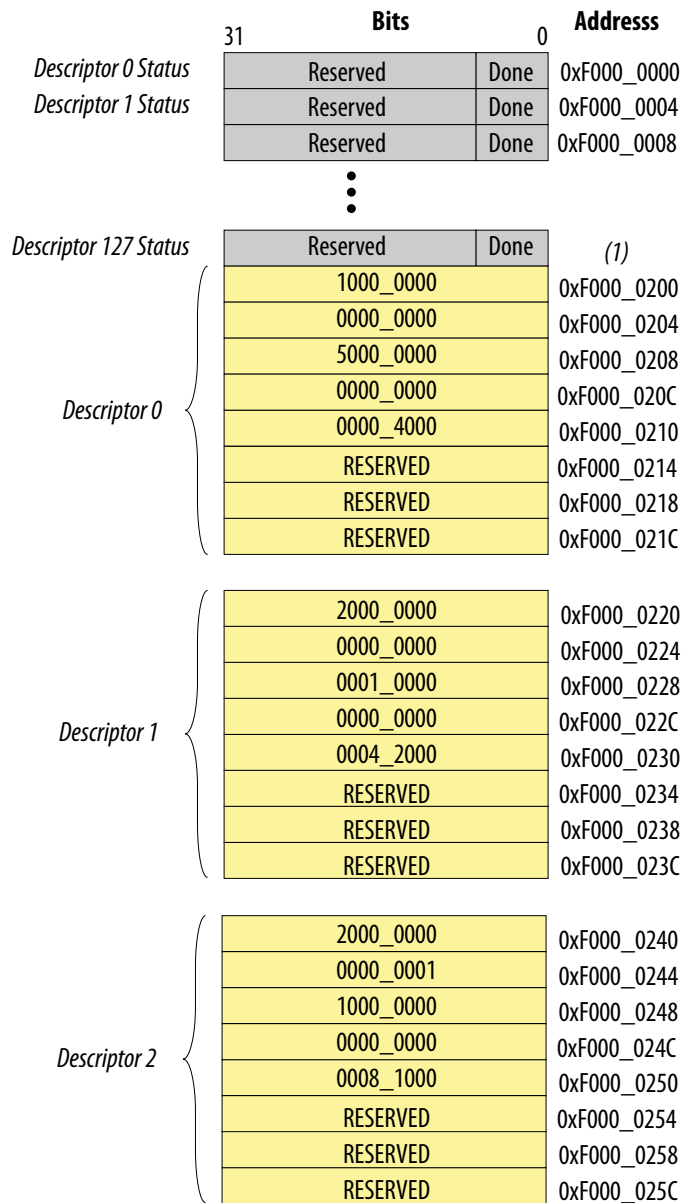 Bits Addresss
31 0
Descriptor 0 Status Reserved Done 0xF000_0000
Descriptor 1 Status Reserved Done 0xF000_0004
Reserved Done 0xF000_0008
Descriptor 127 Status Reserved Done (1)
1000_0000 0xF000_0200
0000_0000 0xF000_0204
5000_0000 0xF000_0208
0000_0000 0xF000_020C
Descriptor 0
0000_4000 0xF000_0210
RESERVED 0xF000_0214
RESERVED 0xF000_0218
RESERVED 0xF000_021C
2000_0000 0xF000_0220
0000_0000 0xF000_0224
0001_0000 0xF000_0228
0000_0000 0xF000_022C
Descriptor 1
0004_2000 0xF000_0230
RESERVED 0xF000_0234
RESERVED 0xF000_0238
RESERVED 0xF000_023C
2000_0000 0xF000_0240
0000_0001 0xF000_0244
1000_0000 0xF000_0248
0000_0000 0xF000_024C
Descriptor 2
0008_1000 0xF000_0250
RESERVED 0xF000_0254
RESERVED 0xF000_0258
RESERVED 0xF000_025C